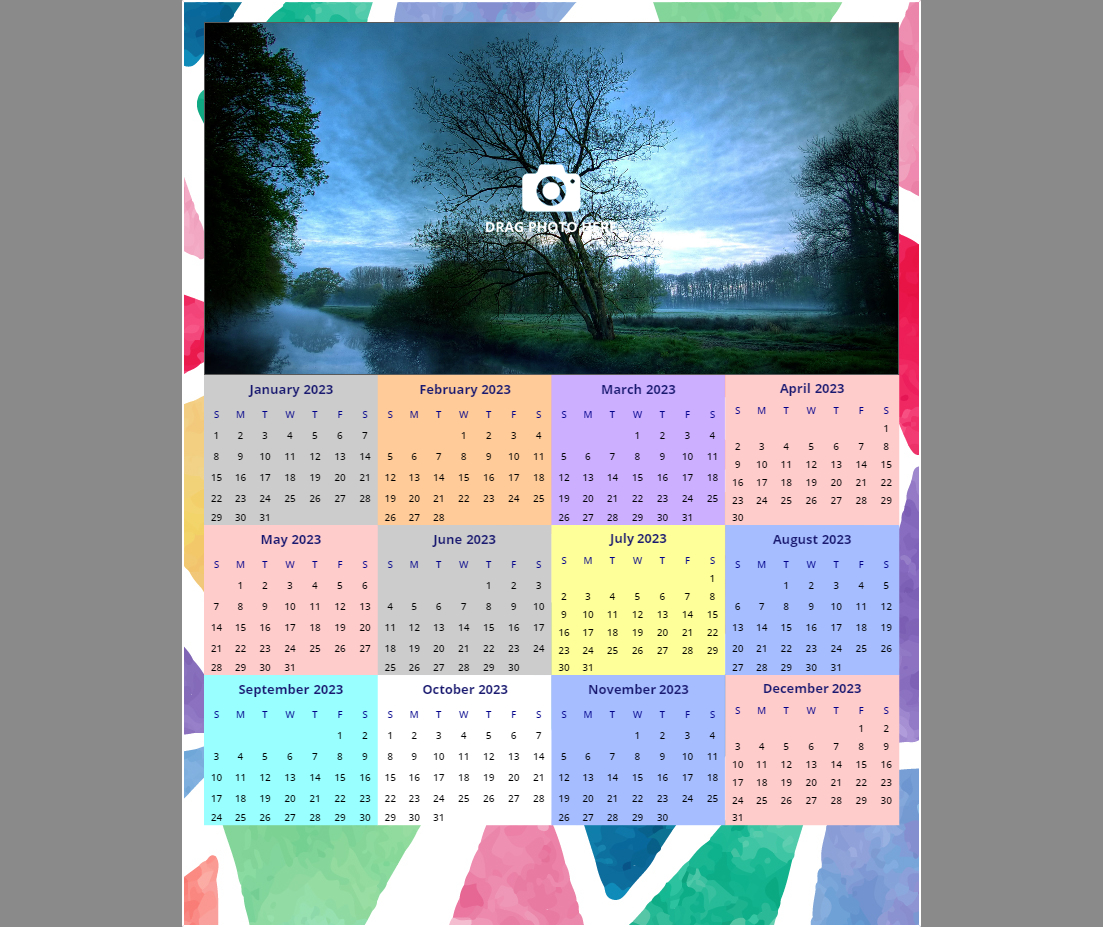 DRAG PHOTO HERE
January 2023 February 2023 March 2023 April 2023
S M T W T F S S M T W T F S S M T W T F S S M T W T F S
1 2 3 4 5 6 7 1 2 3 4 1 2 3 4 1
8 9 10 11 12 13 14 5 6 7 8 9 10 11 5 6 7 8 9 10 11 2 3 4 5 6 7 8
15 16 17 18 19 20 21 12 13 14 15 16 17 18 12 13 14 15 16 17 18 9 10 11 12 13 14 15
22 23 24 25 26 27 28 19 20 21 22 23 24 25 19 20 21 22 23 24 25 16 17 18 19 20 21 22
29 30 31 26 27 28 26 27 28 29 30 31 23 24 25 26 27 28 29
30
May 2023 June 2023 July 2023 August 2023
S M T W T F S S M T W T F S S M T W T F S S M T W T F S
1 2 3 4 5 6 1 2 3 1 1 2 3 4 5
7 8 9 10 11 12 13 4 5 6 7 8 9 10 2 3 4 5 6 7 8 6 7 8 9 10 11 12
14 15 16 17 18 19 20 11 12 13 14 15 16 17 9 10 11 12 13 14 15 13 14 15 16 17 18 19
21 22 23 24 25 26 27 18 19 20 21 22 23 24 16 17 18 19 20 21 22 20 21 22 23 24 25 26
28 29 30 31 25 26 27 28 29 30 23 24 25 26 27 28 29 27 28 29 30 31
30 31
September 2023 October 2023 November 2023 December 2023
S M T W T F S S M T W T F S S M T W T F S S M T W T F S
1 2 1 2 3 4 5 6 7 1 2 3 4 1 2
3 4 5 6 7 8 9 8 9 10 11 12 13 14 5 6 7 8 9 10 11 3 4 5 6 7 8 9
10 11 12 13 14 15 16 15 16 17 18 19 20 21 12 13 14 15 16 17 18 10 11 12 13 14 15 16
17 18 19 20 21 22 23 22 23 24 25 26 27 28 19 20 21 22 23 24 25 17 18 19 20 21 22 23
24 25 26 27 28 29 30 29 30 31 26 27 28 29 30 24 25 26 27 28 29 30
31